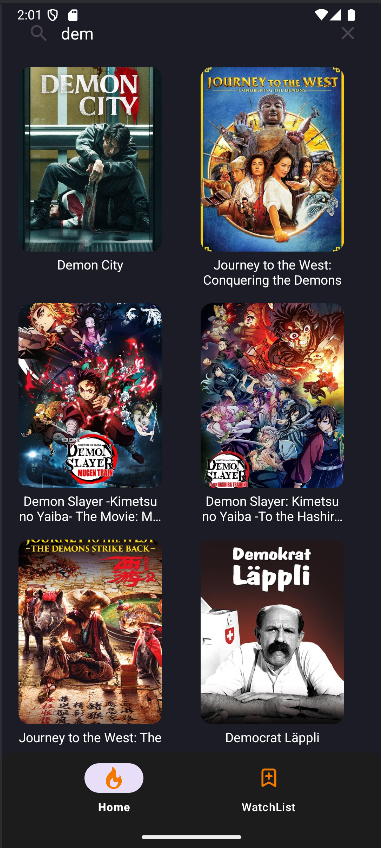 2:01
dem
DEMON
CITY
JOURNEY TO THE WEST
CONQUERING THE DEMONS
Demon City
Journey to the West:
Conquering the Demons
DEMON
SLAYER
MUGEN TRAIN
DEMON
SLAYER
Demon Slayer -Kimetsu
no Yaiba- The Movie: M...
Demon Slayer: Kimetsu
no Yaiba -To the Hashir...
JOURNEY TO THE WEST
-THE DEMONS STRIKE BACK-
Demokrat
Läppli
Journey to the West: The
Democrat Läppli
Home
WatchList